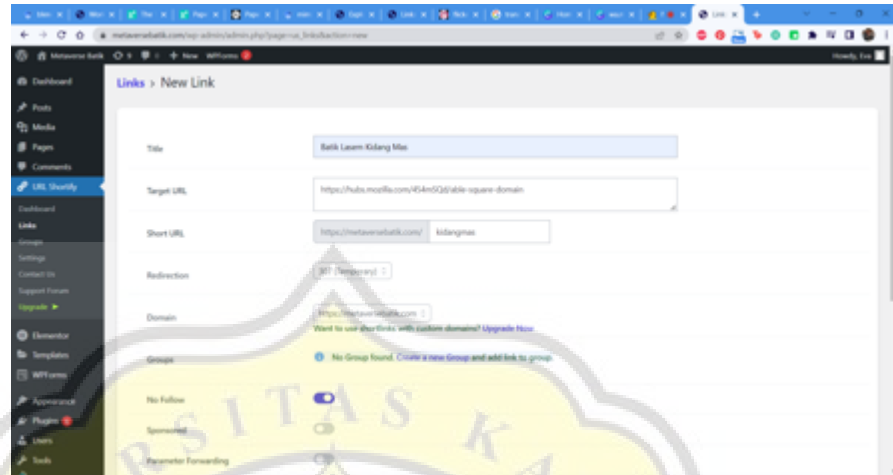 metaversebatik.com/wp-admin/admin.php?page=us_links&action=new
Metaverse Batik 9 1 + New WPForms
Howdy, Eva
Dashboard
Posts
Media
Pages
Comments
URL Shortify
Dashboard
Links
Groups
Settings
Contact Us
Support Forum
Upgrade ➤
Elementor
Templates
WPForms
Appearance
Plugins
Users
Tools
Links > New Link
Title
Batik Lasem Kidang Mas
Target URL
https://hubs.mozilla.com/454mSQd/able-square-domain
Short URL
https://metaversebatik.com/ kidangmas
Redirection
307 (Temporary)
Domain
https://metaversebatik.com
Want to use shortlinks with custom domains? Upgrade Now
Groups
No Group found. Create a new Group and add link to group.
No Follow
Sponsored
Parameter Forwarding
RSITAS K